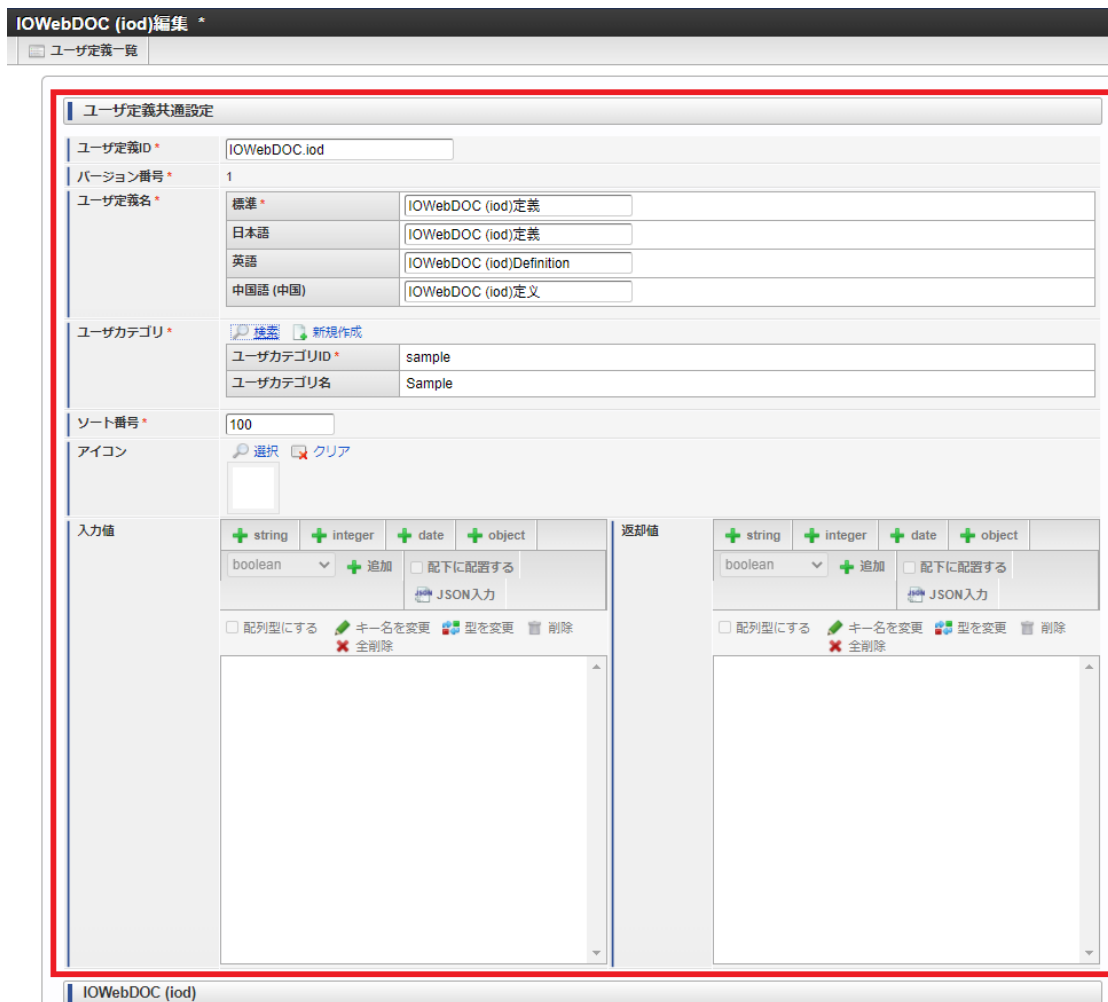 IOWebDOC (iod)編集 *
ユーザ定義一覧
ユーザ定義共通設定
ユーザ定義ID * IOWebDOC.iod
バージョン番号 * 1
ユーザ定義名 * 標準 * IOWebDOC (iod)定義
日本語 IOWebDOC (iod)定義
英語 IOWebDOC (iod)Definition
中国語 (中国) IOWebDOC (iod)定义
ユーザカテゴリ * 検索 新規作成
ユーザカテゴリID * sample
ユーザカテゴリ名 Sample
ソート番号 * 100
アイコン 選択 クリア
入力値 string integer date object 返却値 string integer date object
boolean 追加 配下に配置する boolean 追加 配下に配置する
JSON JSON入力 JSON JSON入力
配列型にする キー名を変更 型を変更 削除 配列型にする キー名を変更 型を変更 削除
全削除 全削除
IOWebDOC (iod)